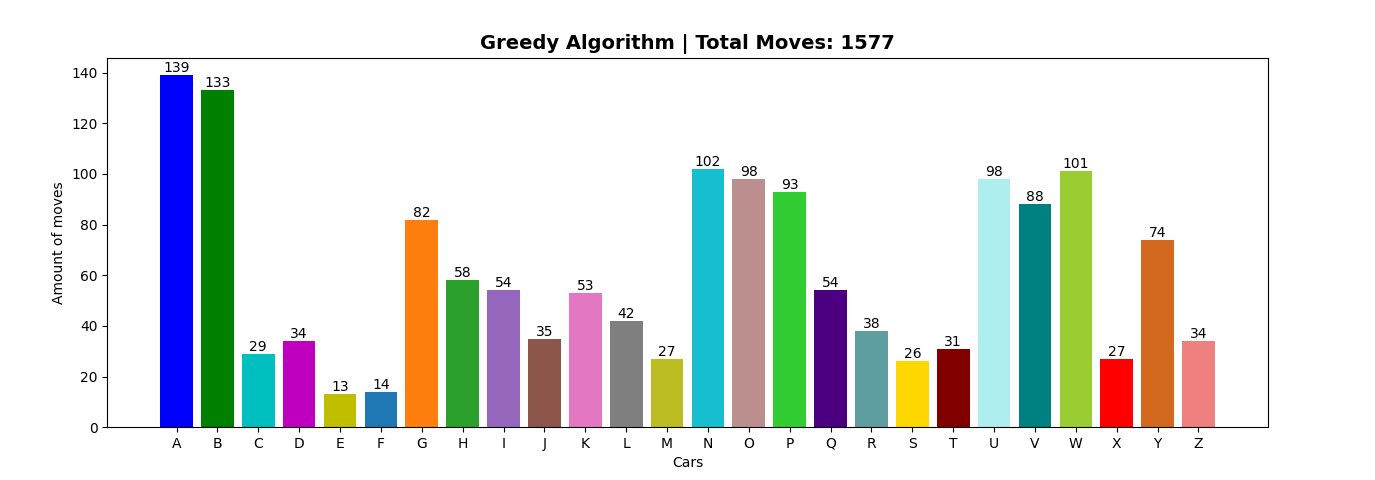 Greedy Algorithm | Total Moves: 1577
Amount of moves
140
120
100
80
60
40
20
0
139 133 29 34 13 14 82 58 54 35 53 42 27 102 98 93 54 38 26 31 98 88 101 27 74 34
A B C D E F G H I J K L M N O P Q R S T U V W X Y Z
Cars